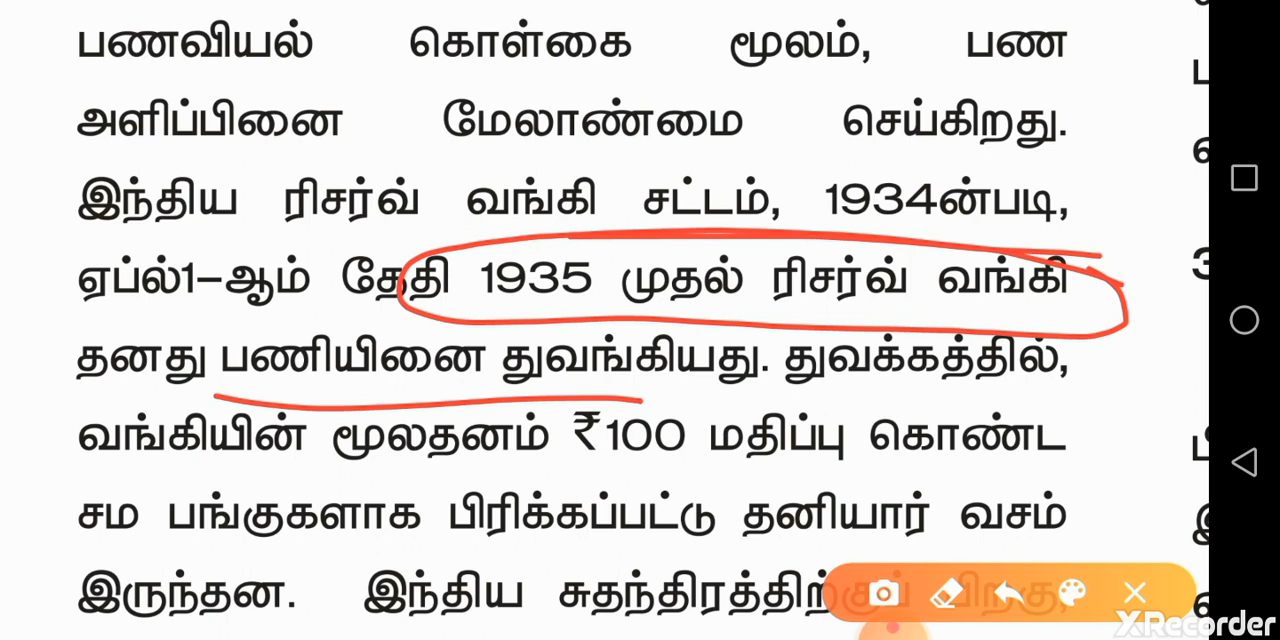 பணவியல் கொள்கை மூலம், பண
அளிப்பினை மேலாண்மை செய்கிறது.
இந்திய ரிசர்வ் வங்கி சட்டம், 1934ன்படி,
ஏப்ல்1-ஆம் தேதி 1935 முதல் ரிசர்வ் வங்கி
தனது பணியினை துவங்கியது. துவக்கத்தில்,
வங்கியின் மூலதனம் ₹100 மதிப்பு கொண்ட
சம பங்குகளாக பிரிக்கப்பட்டு தனியார் வசம்
இருந்தன. இந்திய சுதந்திரத்திற்குப் பிறகு,
XRecorder